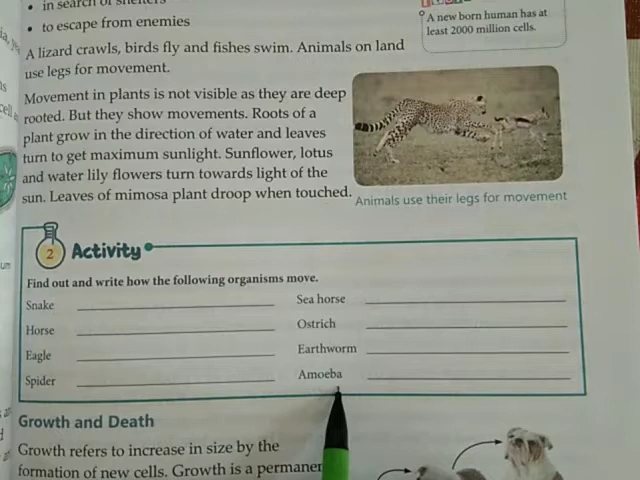 • in search of shelters
• to escape from enemies
A lizard crawls, birds fly and fishes swim. Animals on land
use legs for movement.
A new born human has at
least 2000 million cells.
Movement in plants is not visible as they are deep
rooted. But they show movements. Roots of a
plant grow in the direction of water and leaves
turn to get maximum sunlight. Sunflower, lotus
and water lily flowers turn towards light of the
sun. Leaves of mimosa plant droop when touched.
Animals use their legs for movement
2 Activity
Find out and write how the following organisms move.
Snake
Horse
Eagle
Spider
Sea horse
Ostrich
Earthworm
Amoeba
Growth and Death
Growth refers to increase in size by the
formation of new cells. Growth is a